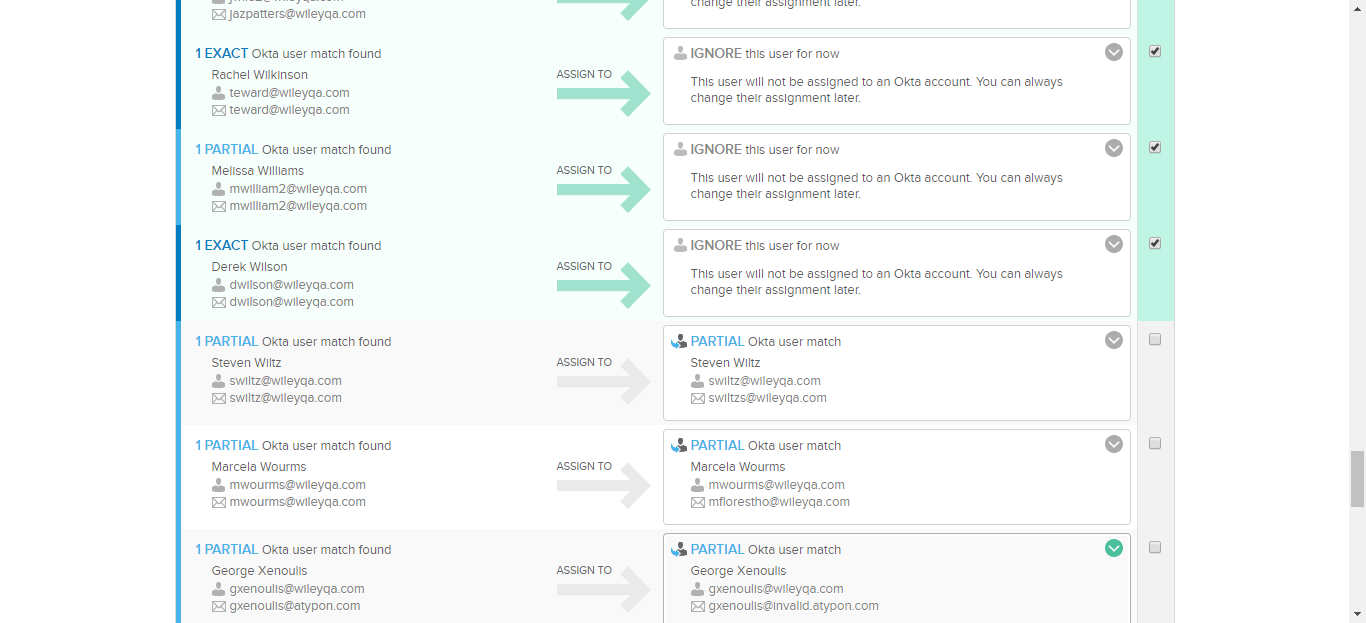 change their assignment later.
jazpatters@wileyqa.com
1 EXACT Okta user match found
Rachel Wilkinson
teward@wileyqa.com
teward@wileyqa.com
ASSIGN TO
IGNORE this user for now
This user will not be assigned to an Okta account. You can always
change their assignment later.
1 PARTIAL Okta user match found
Melissa Williams
mwilliam2@wileyqa.com
mwilliam2@wileyqa.com
ASSIGN TO
IGNORE this user for now
This user will not be assigned to an Okta account. You can always
change their assignment later.
1 EXACT Okta user match found
Derek Wilson
dwilson@wileyqa.com
dwilson@wileyqa.com
ASSIGN TO
IGNORE this user for now
This user will not be assigned to an Okta account. You can always
change their assignment later.
1 PARTIAL Okta user match found
Steven Wiltz
swiltz@wileyqa.com
swiltz@wileyqa.com
ASSIGN TO
PARTIAL Okta user match
Steven Wiltz
swiltz@wileyqa.com
swiltzs@wileyqa.com
1 PARTIAL Okta user match found
Marcela Wourms
mwourms@wileyqa.com
mwourms@wileyqa.com
ASSIGN TO
PARTIAL Okta user match
Marcela Wourms
mwourms@wileyqa.com
mflorestho@wileyqa.com
1 PARTIAL Okta user match found
George Xenoulis
gxenoulis@wileyqa.com
gxenoulis@atypon.com
ASSIGN TO
PARTIAL Okta user match
George Xenoulis
gxenoulis@wileyqa.com
gxenoulis@invalid.atypon.com